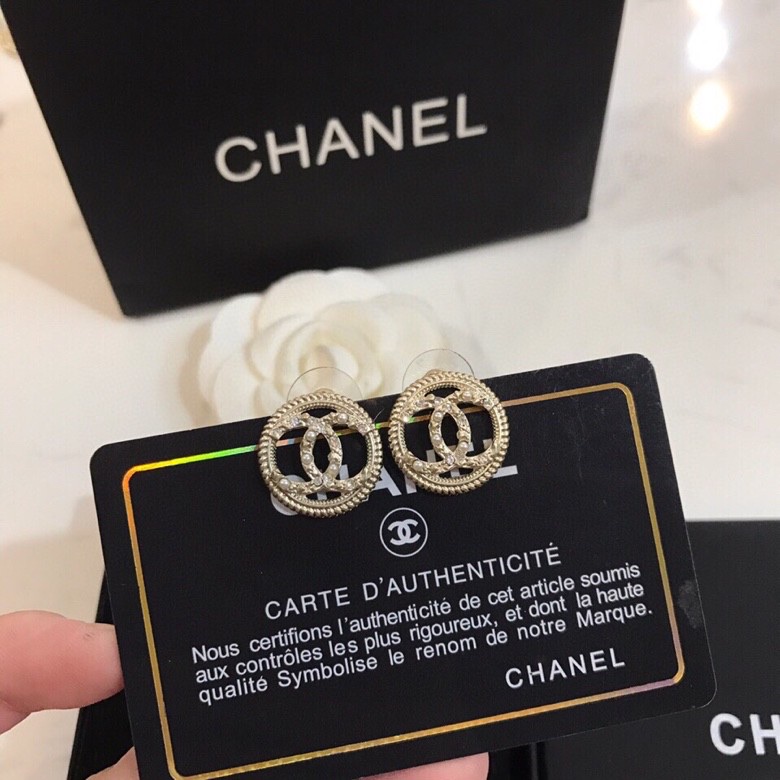 CHANEL
CARTE D'AUTHENTICITÉ
Nous certifions l'authenticité de cet article soumis
aux contrôles les plus rigoureux, et dont la haute
qualité Symbolise le renom de notre Marque.
CHANEL
CH